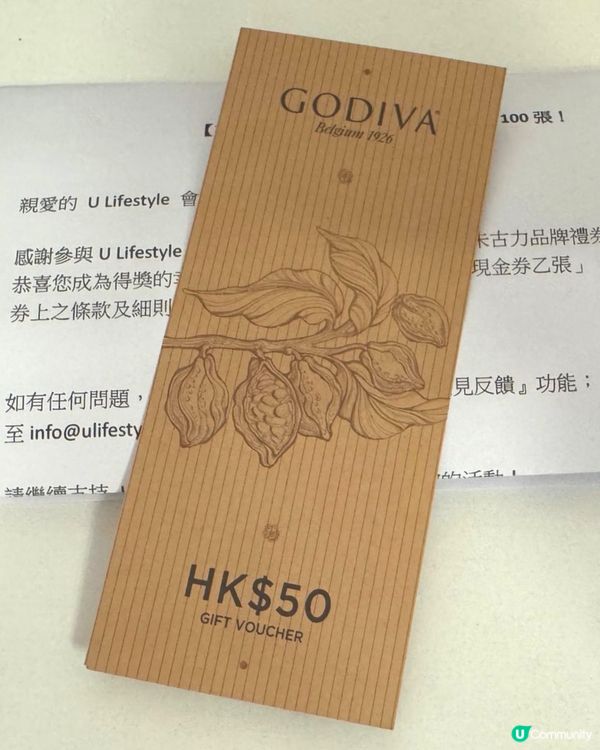 GODIVA
Belgium 1926
100 張！
親愛的 U Lifestyle 會
感謝參與 U Lifestyle
古力品牌禮券
恭喜您成為得獎的
現金券乙張」
券上之條款及細則
如有任何問題，
見反饋』功能；
至 info@ulifesty
的活動！
HK$50
GIFT VOUCHER
U Community